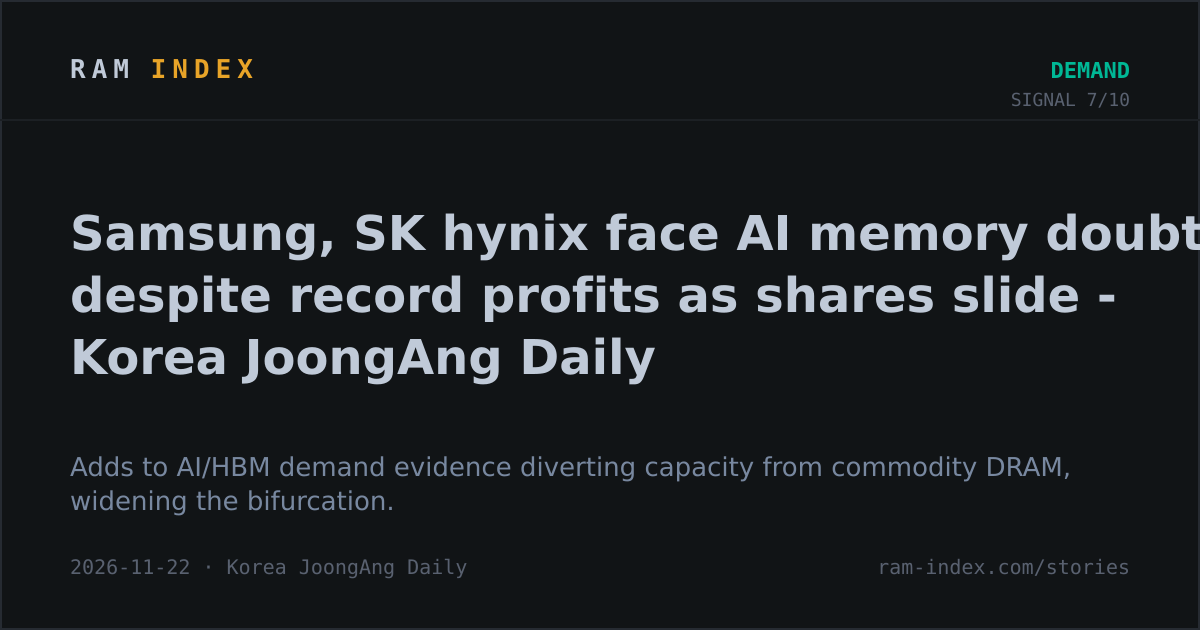 RAM INDEX
DEMAND
SIGNAL 7/10
Samsung, SK hynix face AI memory doubt
despite record profits as shares slide -
Korea JoongAng Daily
Adds to AI/HBM demand evidence diverting capacity from commodity DRAM,
widening the bifurcation.
2026-11-22 · Korea JoongAng Daily
ram-index.com/stories